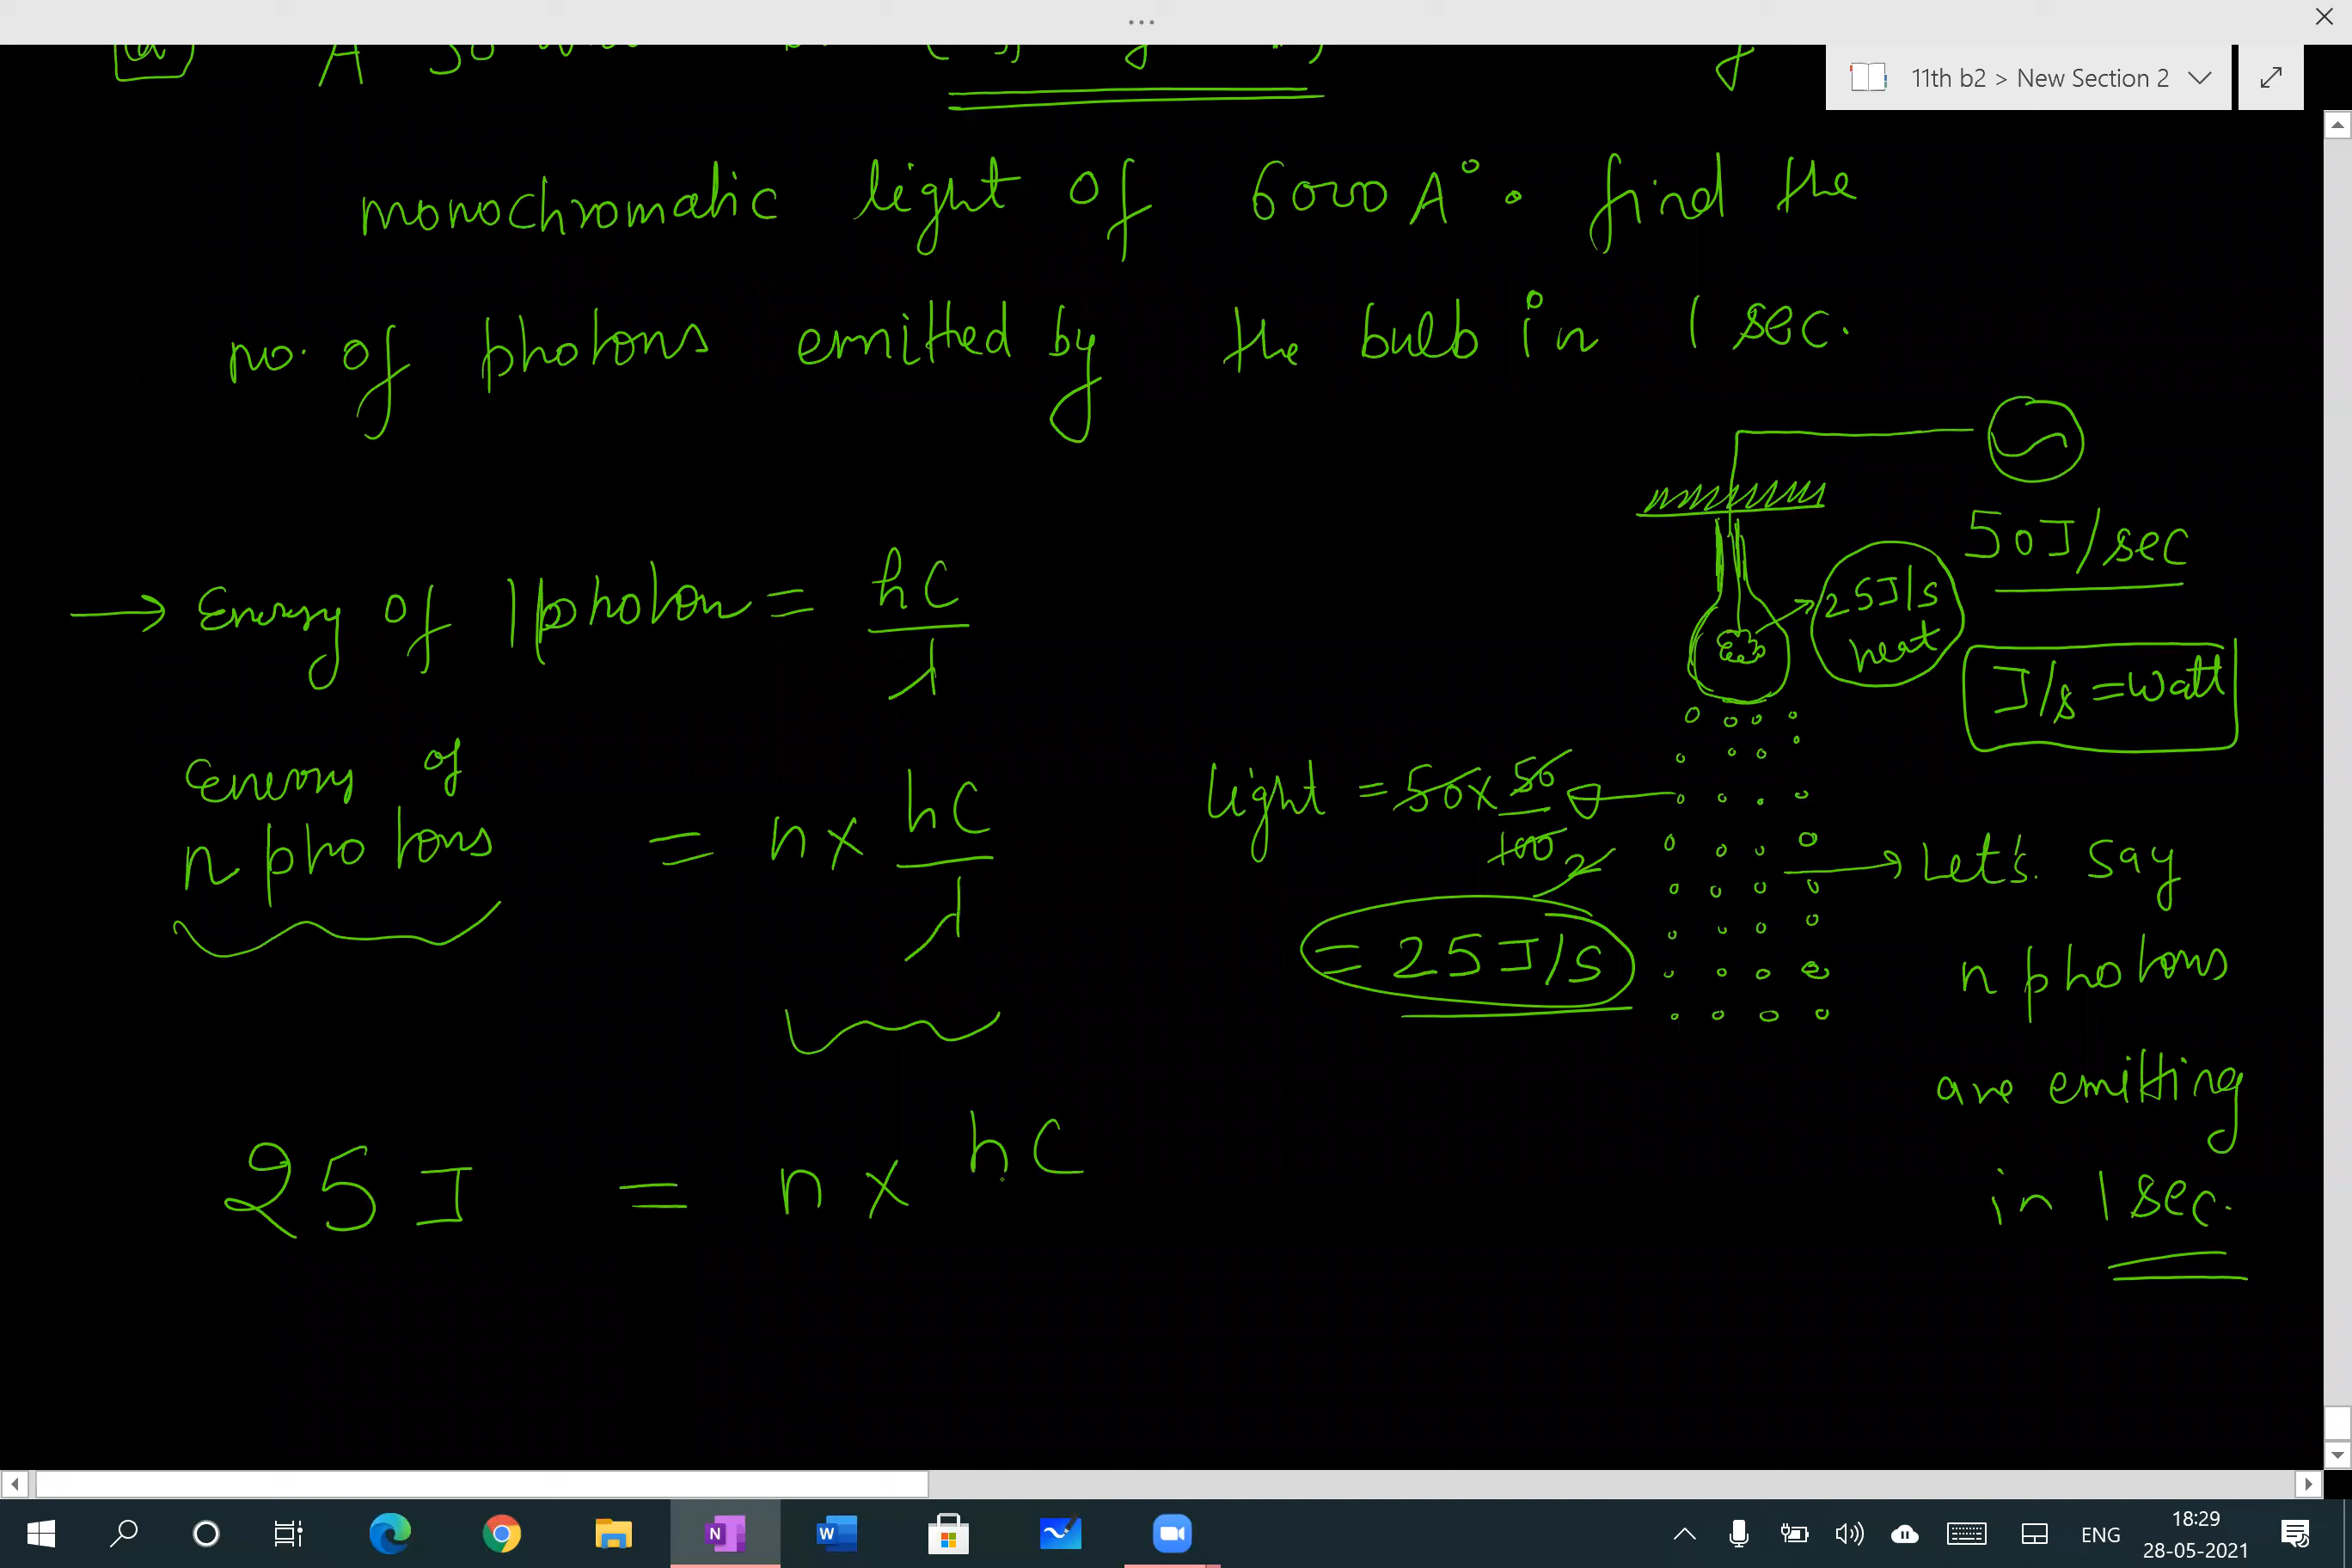 11th b2 > New Section 2
A
monochromatic light of 6000 A°. find the
no. of photons emitted by the bulb in 1 sec.
50J/sec
→ Energy of 1 photon = hc/λ
25J/s
heat
J/s = watt
Energy of
n photons = n x hc/λ
light = 50 x 50/100 2
= 25 J/s
Let's say
n photons
are emitting
in 1 sec.
25 J = n x hc
ENG
18:29
28-05-2021